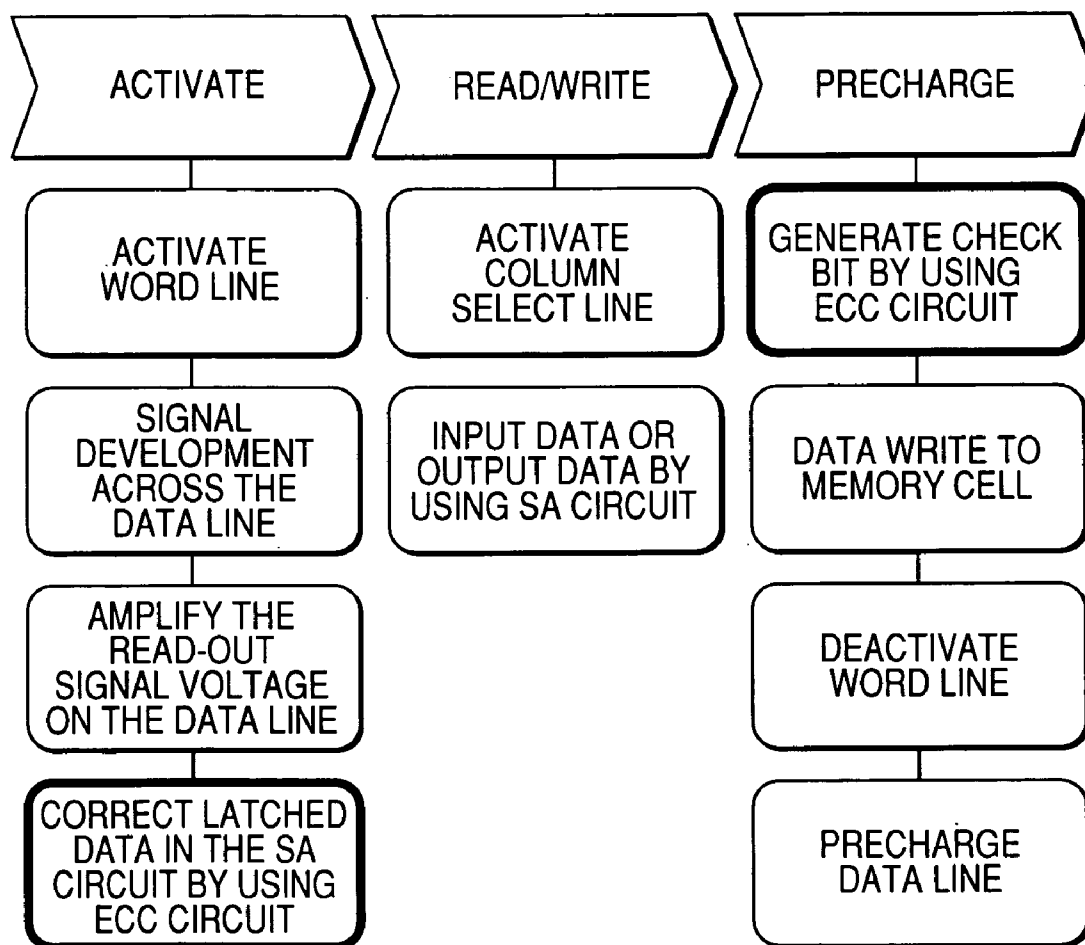 ACTIVATE
READ/WRITE
PRECHARGE
ACTIVATE
WORD LINE
SIGNAL
DEVELOPMENT
ACROSS THE
DATA LINE
AMPLIFY THE
READ-OUT
SIGNAL VOLTAGE
ON THE DATA LINE
CORRECT LATCHED
DATA IN THE SA
CIRCUIT BY USING
ECC CIRCUIT
ACTIVATE
COLUMN
SELECT LINE
INPUT DATA OR
OUTPUT DATA BY
USING SA CIRCUIT
GENERATE CHECK
BIT BY USING
ECC CIRCUIT
DATA WRITE TO
MEMORY CELL
DEACTIVATE
WORD LINE
PRECHARGE
DATA LINE